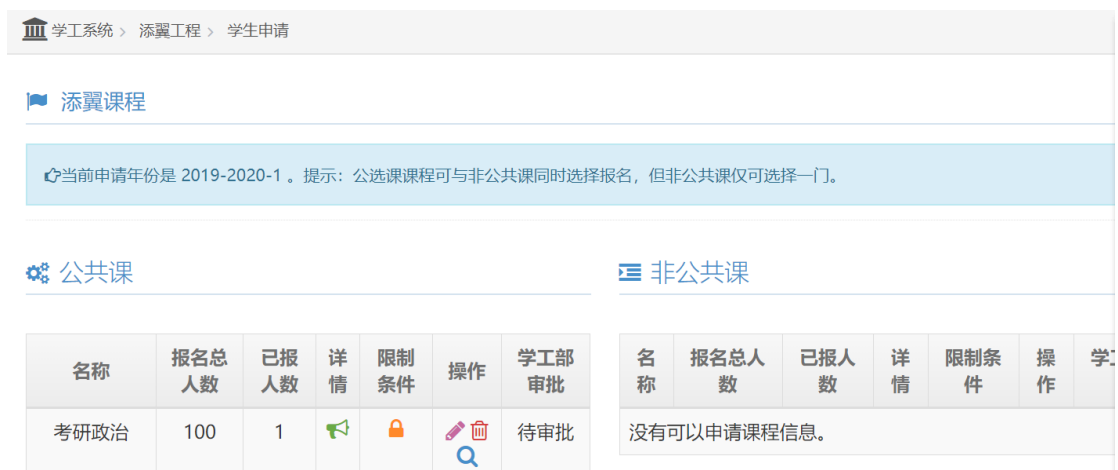 学工系统 > 添翼工程 > 学生申请
添翼课程
当前申请年份是 2019-2020-1 。提示：公选课课程可与非公共课同时选择报名，但非公共课仅可选择一门。
公共课
名称 报名总人数 已报人数 详情 限制条件 操作 学工部审批
考研政治 100 1 待审批
非公共课
名称 报名总人数 已报人数 详情 限制条件 操作 学
没有可以申请课程信息。